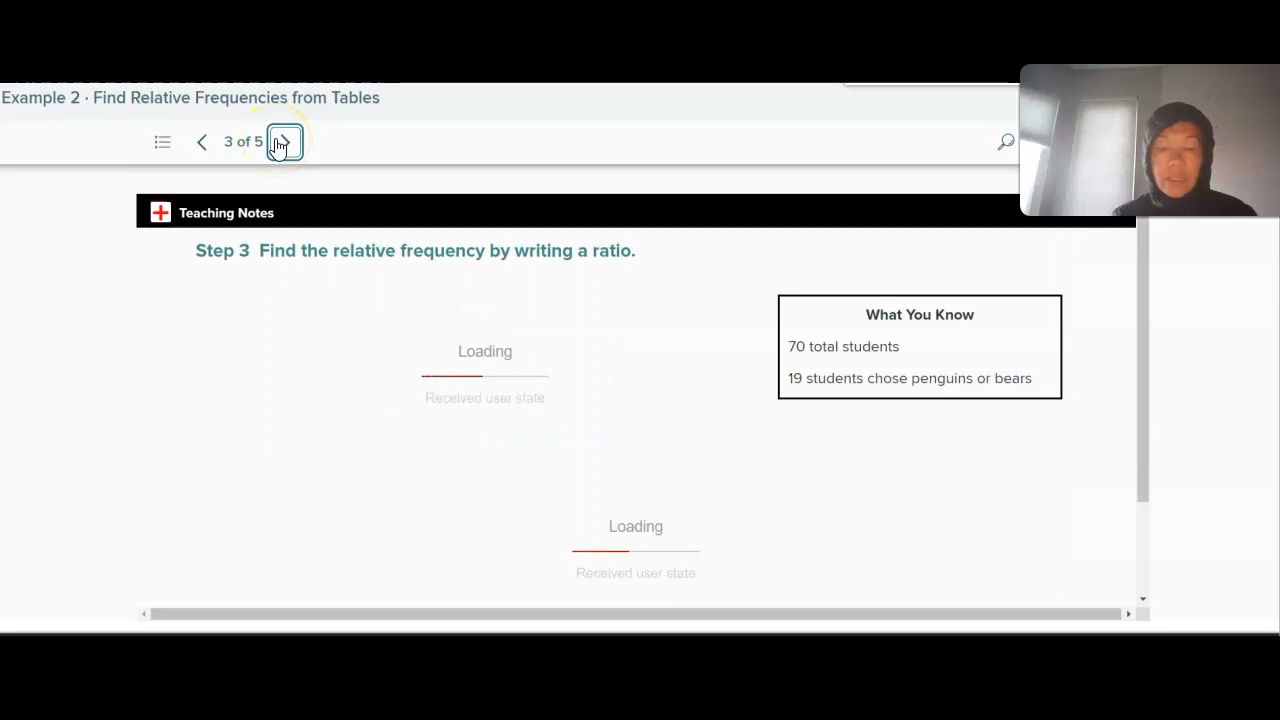 Example 2 · Find Relative Frequencies from Tables
3 of 5
Teaching Notes
Step 3 Find the relative frequency by writing a ratio.
What You Know
70 total students
19 students chose penguins or bears
Loading
Received user state
Loading
Received user state